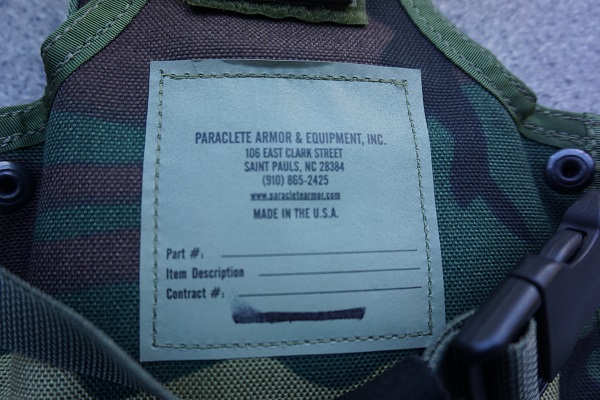 PARACLETE ARMOR & EQUIPMENT, INC.
106 EAST CLARK STREET
SAINT PAULS, NC 28384
(910) 865-2425
www.paracletearmor.com
MADE IN THE U.S.A.
Part #:
Item Description
Contract #: